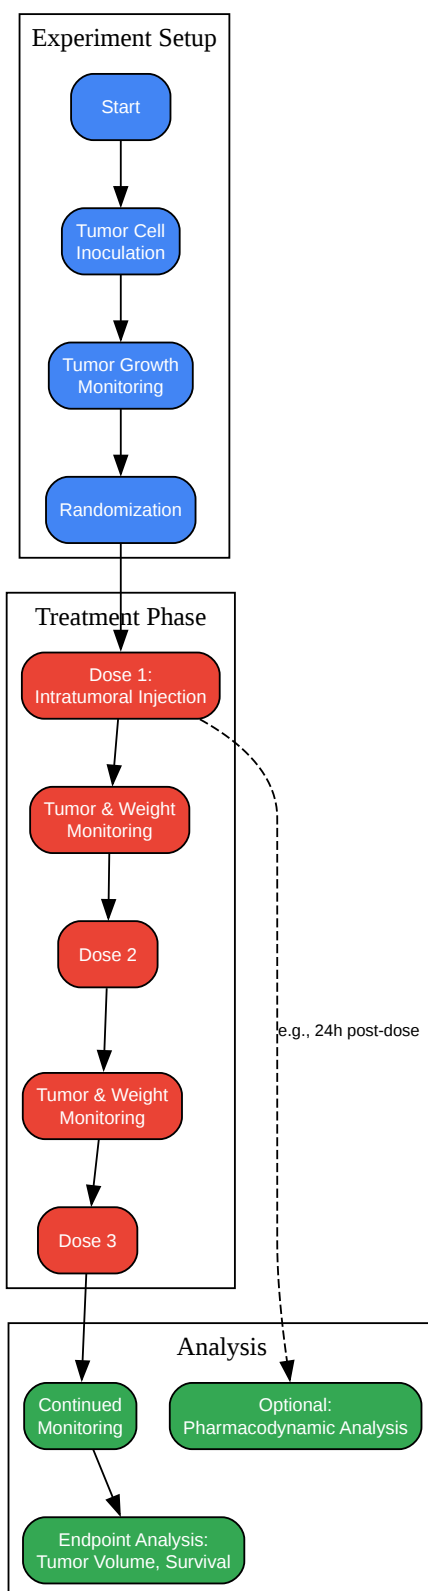 Experiment Setup
Start
Tumor Cell
Inoculation
Tumor Growth
Monitoring
Randomization
Treatment Phase
Dose 1:
Intratumoral Injection
Tumor & Weight
Monitoring
Dose 2
e.g., 24h post-dose
Tumor & Weight
Monitoring
Dose 3
Analysis
Continued
Monitoring
Optional:
Pharmacodynamic Analysis
Endpoint Analysis:
Tumor Volume, Survival